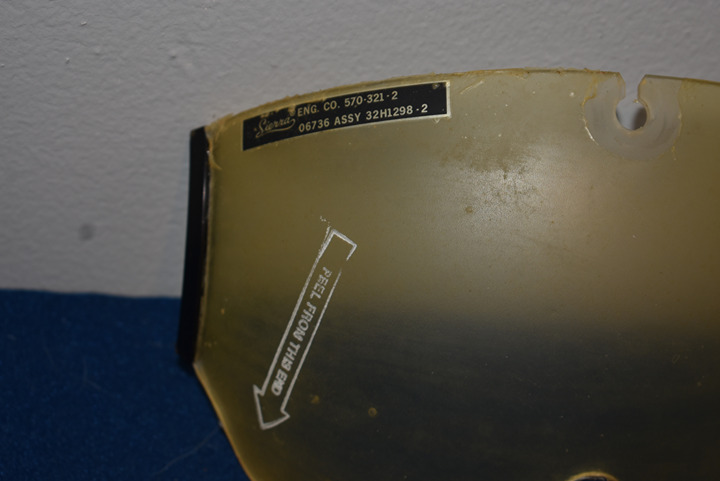 Sierra ENG. CO. 570-321-2
06736 ASSY 32H1298-2
PEEL FROM THIS END